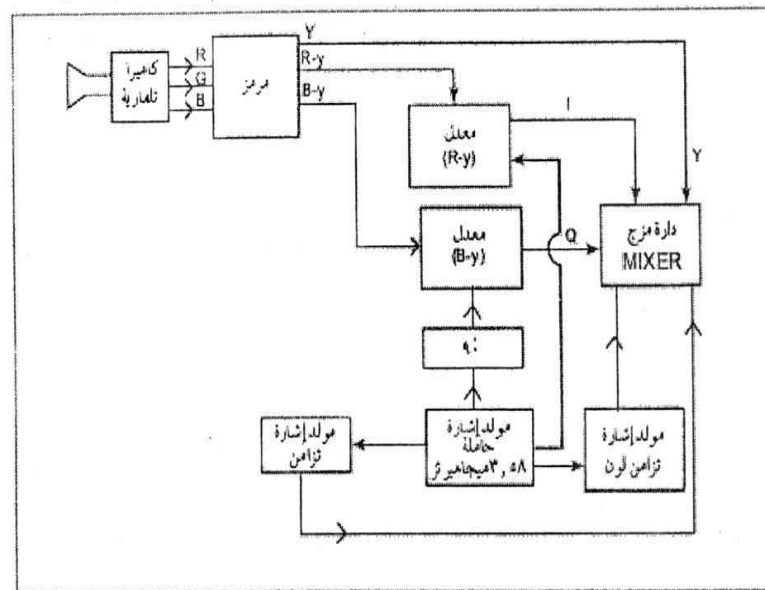 كاميرا
تلفازية
R
G
B
مرمز
Y
R-y
B-y
معدل
(R-y)
I
Y
معدل
(B-y)
Q
دارة مزج
MIXER
٩٠°
مولد إشارة
تزامن
مولد إشارة
حاملة
٣,٥٨ ميجاهيرتز
مولد إشارة
تزامن لون